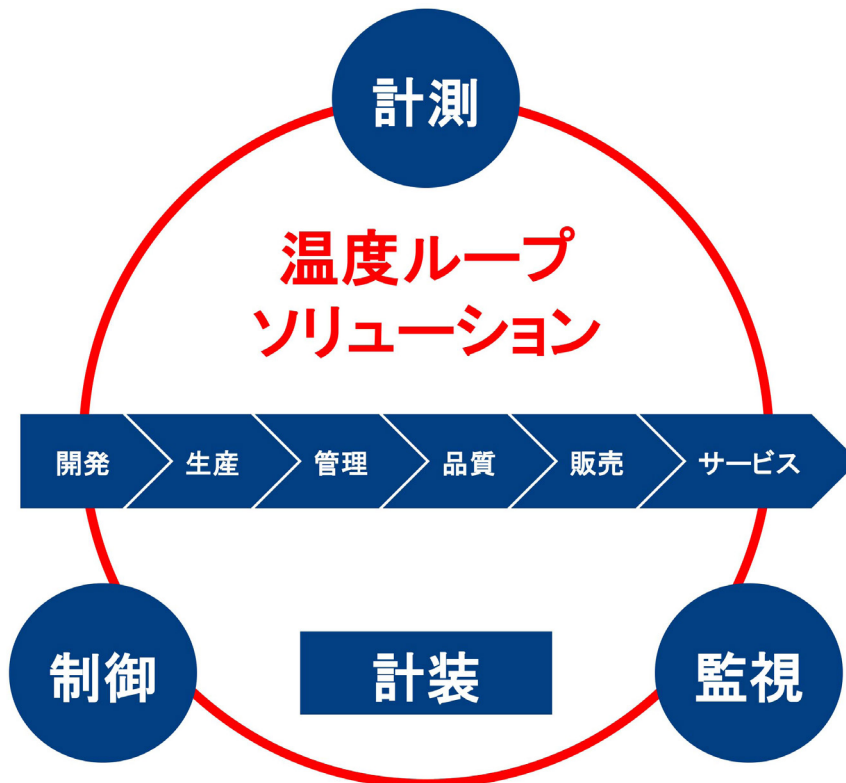 計測
温度ループ
ソリューション
開発 生産 管理 品質 販売 サービス
制御 計装 監視